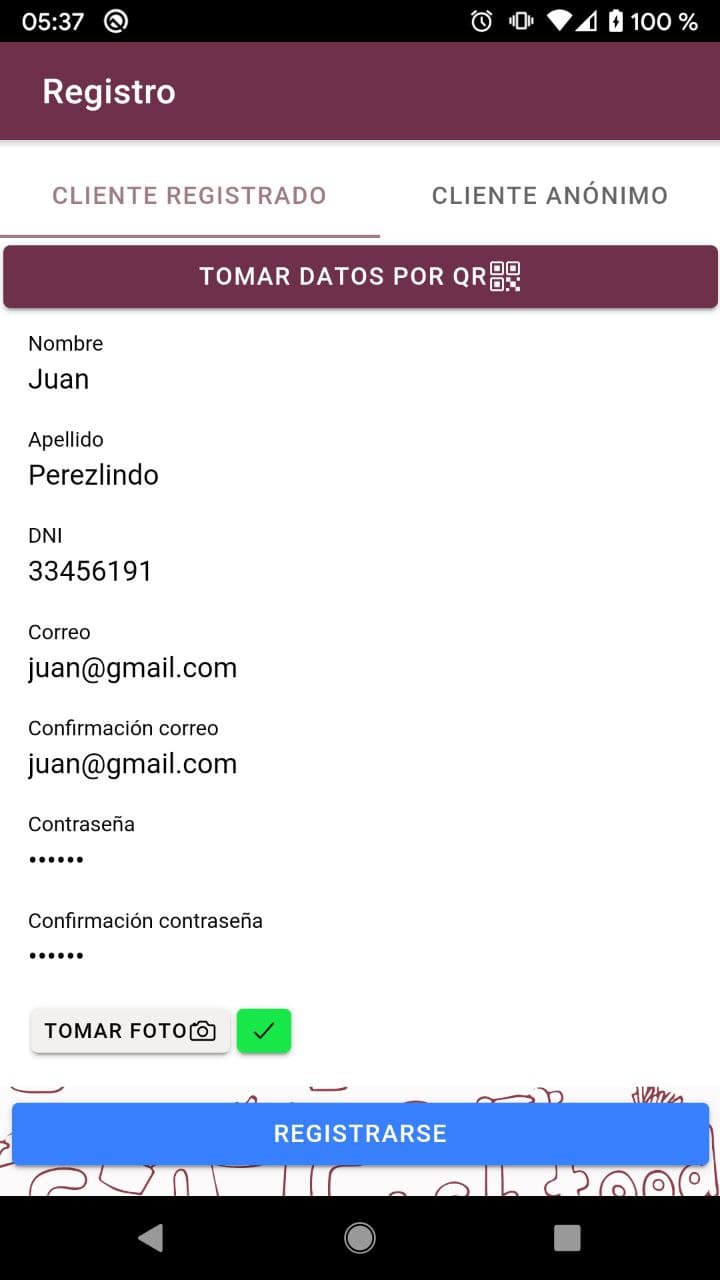 05:37
100 %
Registro
CLIENTE REGISTRADO
CLIENTE ANÓNIMO
TOMAR DATOS POR QR
Nombre
Juan
Apellido
Perezlindo
DNI
33456191
Correo
juan@gmail.com
Confirmación correo
juan@gmail.com
Contraseña
••••••
Confirmación contraseña
••••••
TOMAR FOTO
REGISTRARSE